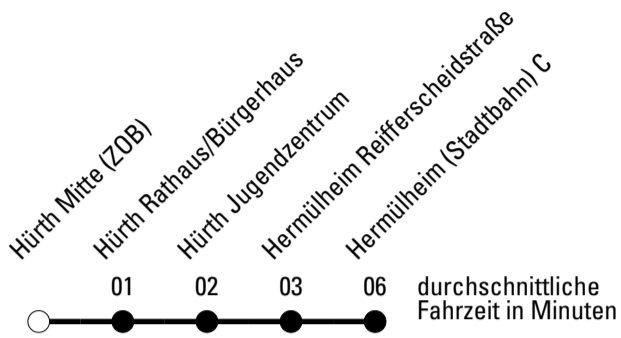 Hürth Mitte (ZOB)
Hürth Rathaus/Bürgerhaus
Hürth Jugendzentrum
Hermülheim Reifferscheidstraße
Hermülheim (Stadtbahn) C
01 02 03 06
durchschnittliche
Fahrzeit in Minuten